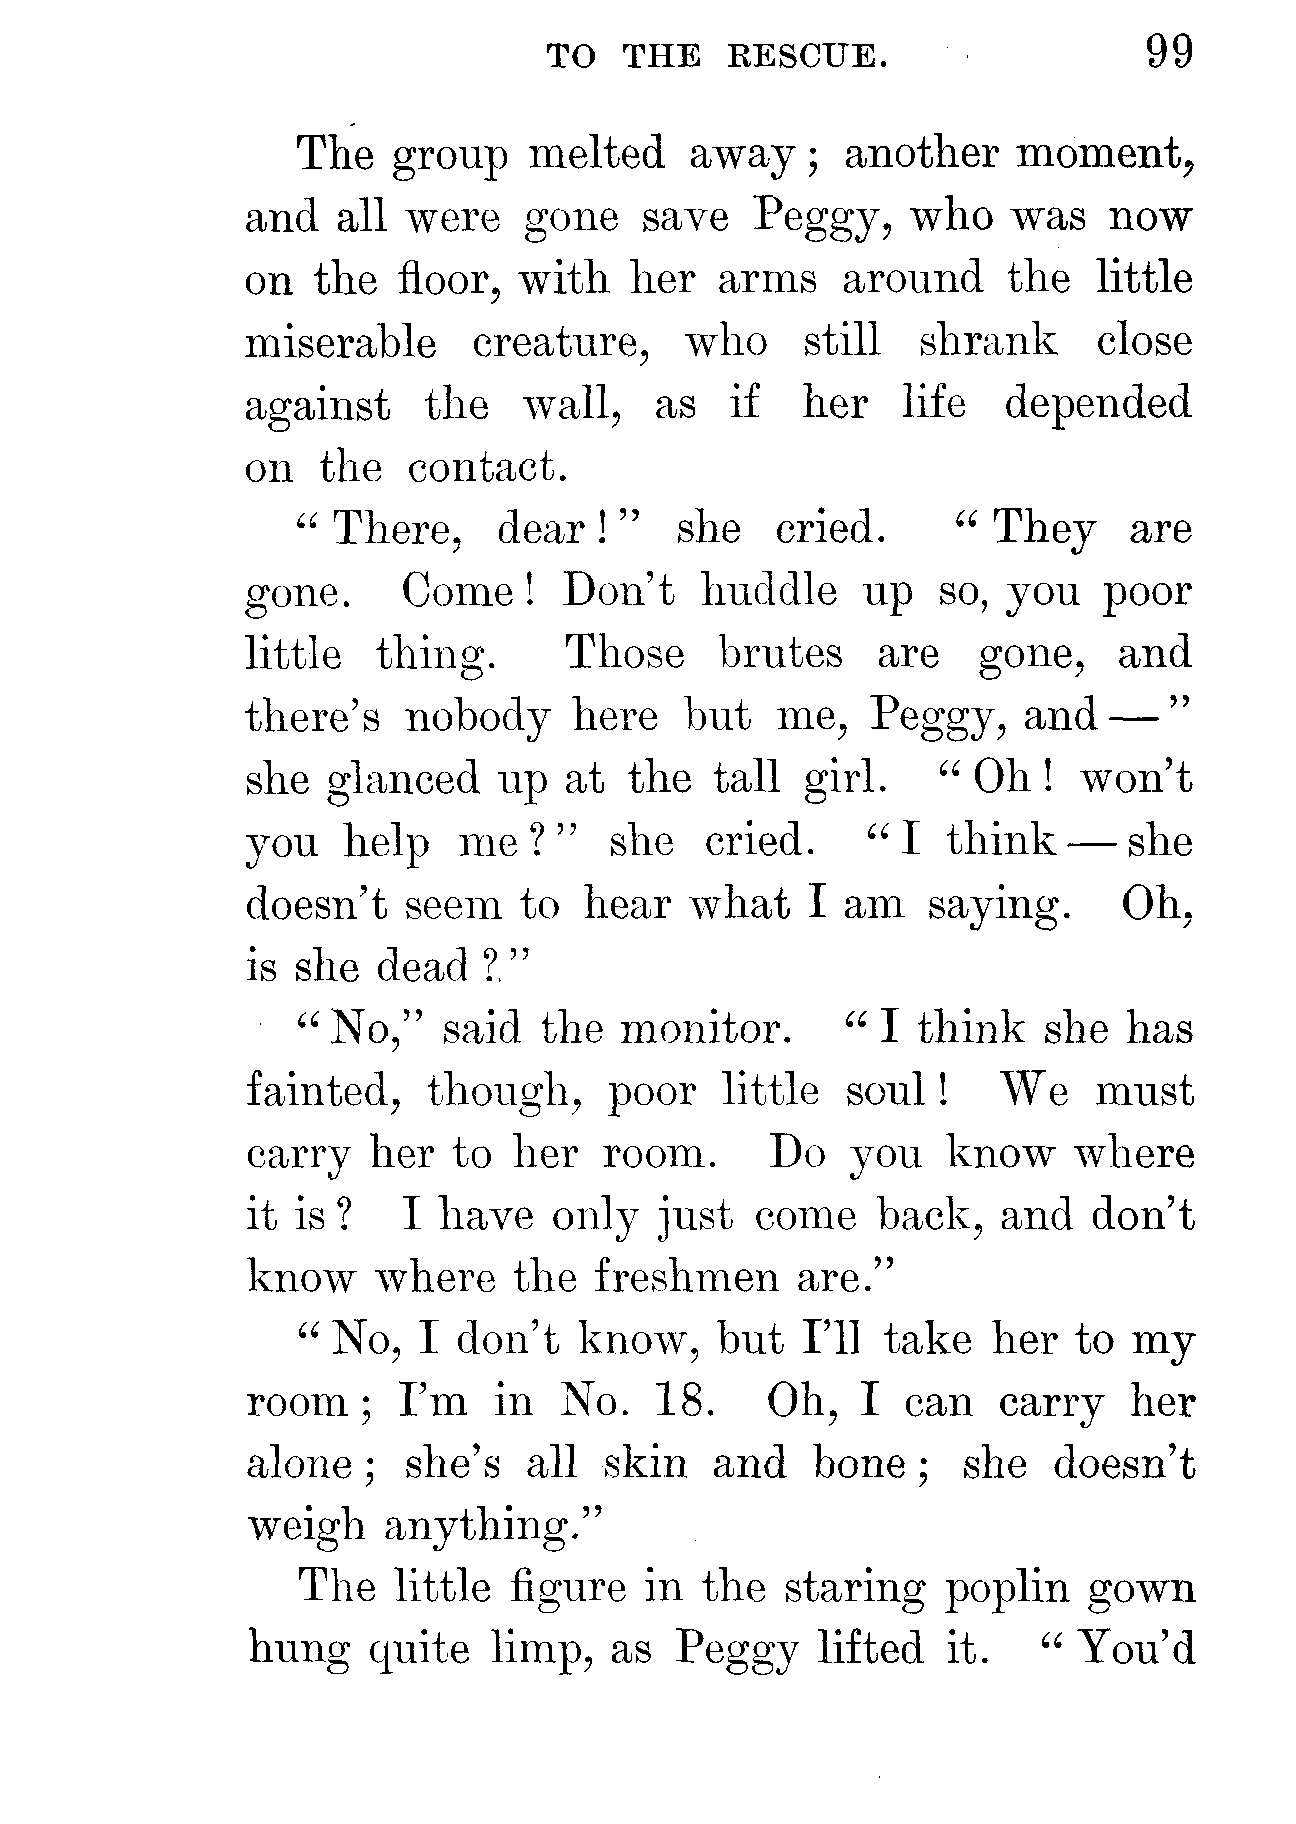 TO THE RESCUE. 99
The group melted away; another moment,
and all were gone save Peggy, who was now
on the floor, with her arms around the little
miserable creature, who still shrank close
against the wall, as if her life depended
on the contact.
“There, dear!” she cried. “They are
gone. Come! Don’t huddle up so, you poor
little thing. Those brutes are gone, and
there’s nobody here but me, Peggy, and—”
she glanced up at the tall girl. “Oh! won’t
you help me?” she cried. “I think—she
doesn’t seem to hear what I am saying. Oh,
is she dead?”
“No,” said the monitor. “I think she has
fainted, though, poor little soul! We must
carry her to her room. Do you know where
it is? I have only just come back, and don’t
know where the freshmen are.”
“No, I don’t know, but I’ll take her to my
room; I’m in No. 18. Oh, I can carry her
alone; she’s all skin and bone; she doesn’t
weigh anything.”
The little figure in the staring poplin gown
hung quite limp, as Peggy lifted it. “You’d